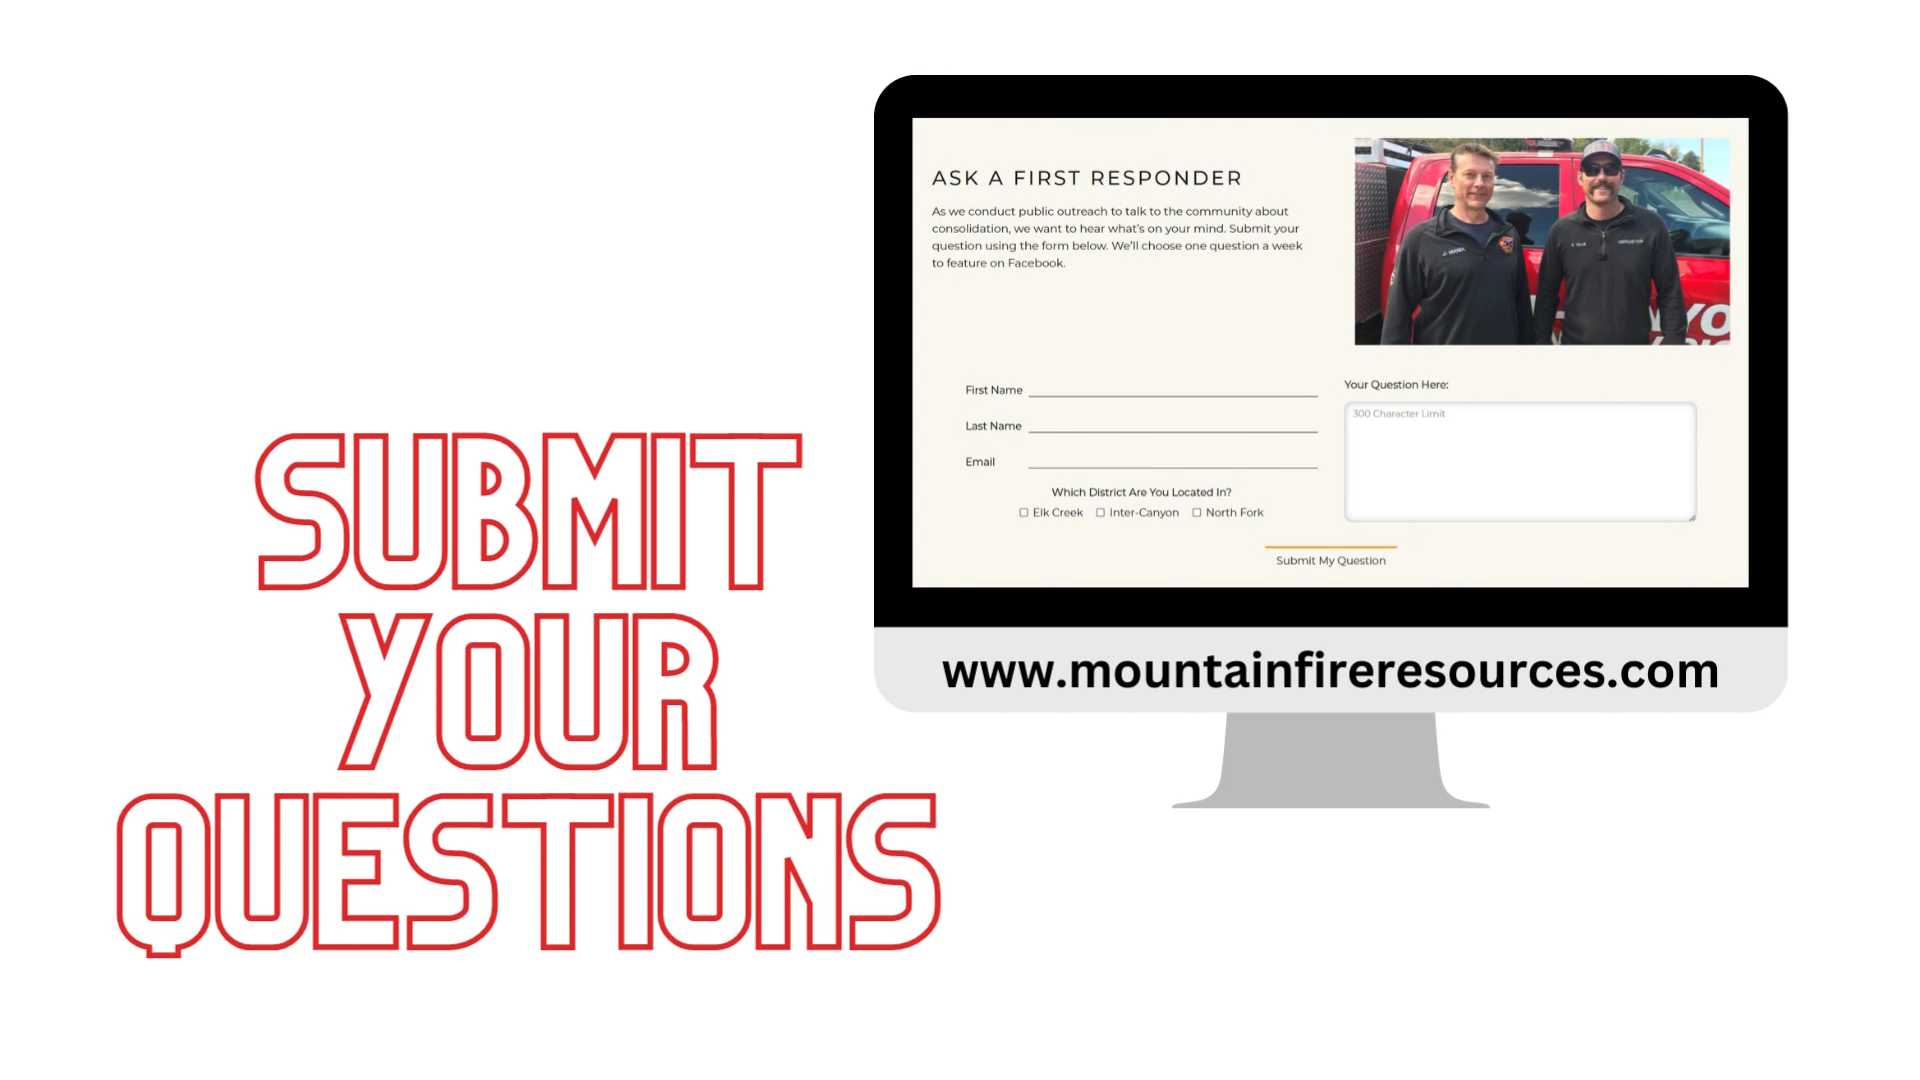 SUBMIT
YOUR
QUESTIONS
ASK A FIRST RESPONDER
As we conduct public outreach to talk to the community about
consolidation, we want to hear what's on your mind. Submit your
question using the form below. We'll choose one question a week
to feature on Facebook.
First Name
Last Name
Email
Which District Are You Located In?
Elk Creek Inter-Canyon North Fork
Your Question Here:
300 Character Limit
Submit My Question
www.mountainfireresources.com